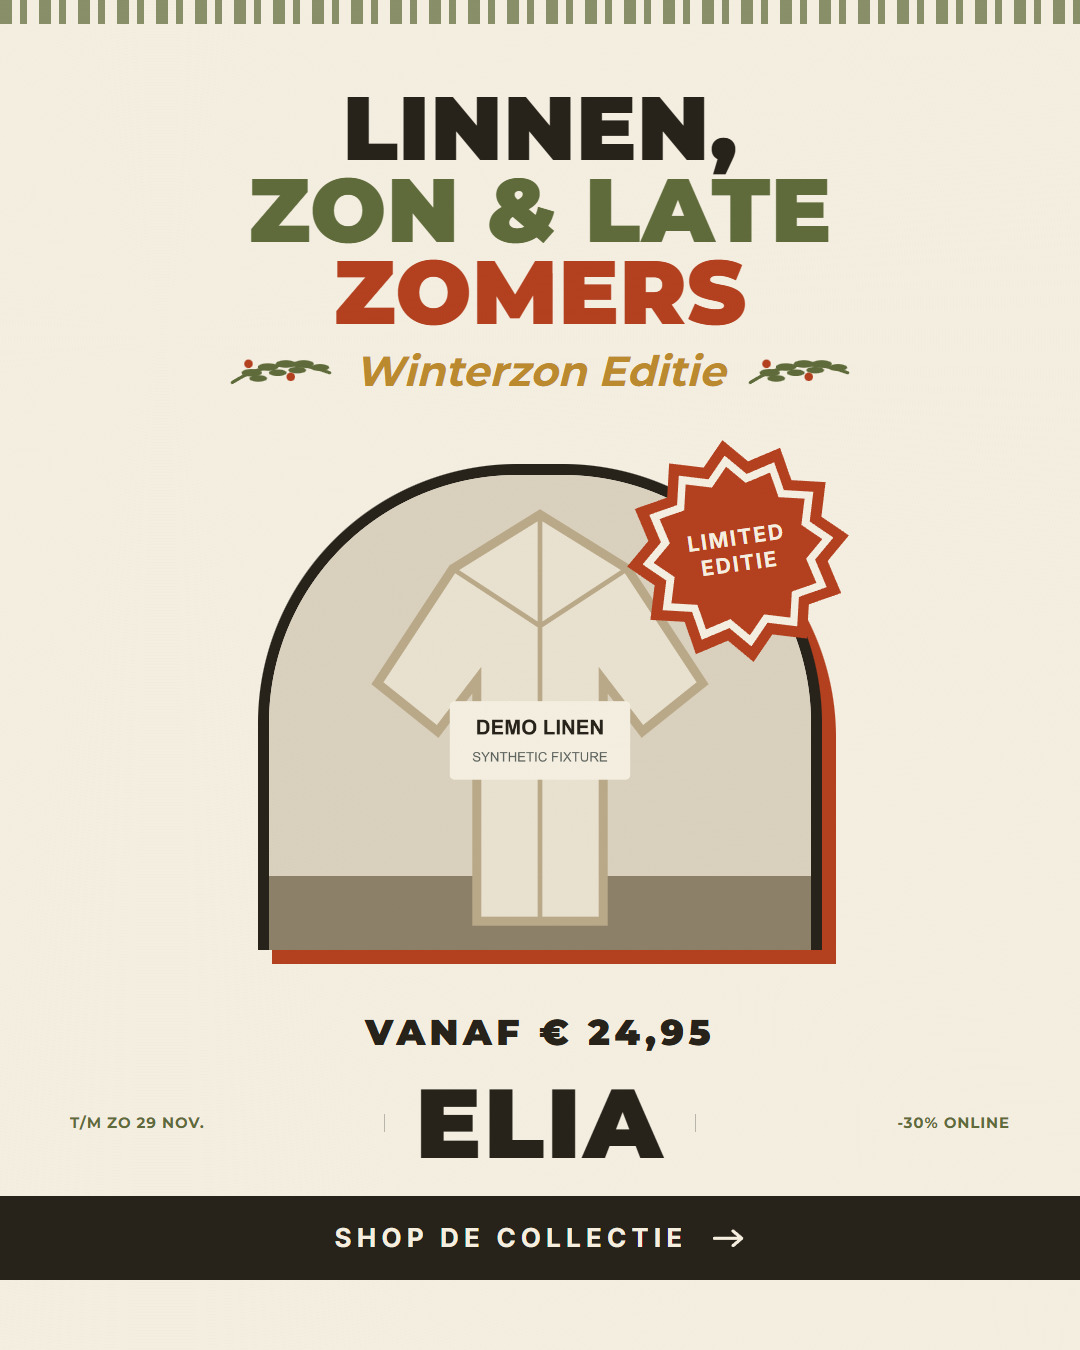 LINNEN,
ZON & LATE
ZOMERS
Winterzon Editie
LIMITED
EDITIE
DEMO LINEN
SYNTHETIC FIXTURE
VANAF € 24,95
T/M ZO 29 NOV.
ELIA
-30% ONLINE
SHOP DE COLLECTIE →